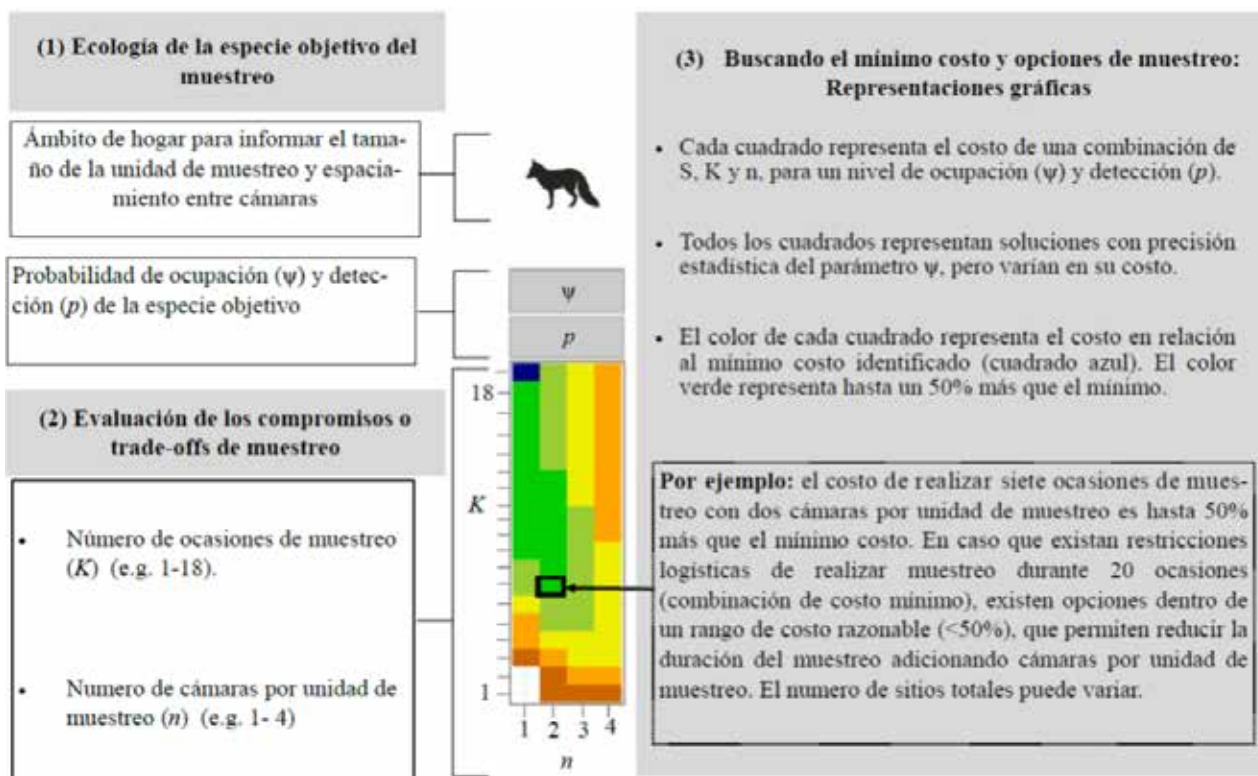 (1) Ecología de la especie objetivo del
muestreo
Ámbito de hogar para informar el tama-
ño de la unidad de muestreo y espacia-
miento entre cámaras
Probabilidad de ocupación (ψ) y detec-
ción (p) de la especie objetivo
(2) Evaluación de los compromisos o
trade-offs de muestreo
• Número de ocasiones de muestreo
(K) (e.g. 1-18).
• Numero de cámaras por unidad de
muestreo (n) (e.g. 1- 4)
ψ
p
18
K
1
1 2 3 4
n
(3) Buscando el mínimo costo y opciones de muestreo:
Representaciones gráficas
• Cada cuadrado representa el costo de una combinación de
S, K y n, para un nivel de ocupación (ψ) y detección (p).
• Todos los cuadrados representan soluciones con precisión
estadística del parámetro ψ, pero varían en su costo.
• El color de cada cuadrado representa el costo en relación
al mínimo costo identificado (cuadrado azul). El color
verde representa hasta un 50% más que el mínimo.
Por ejemplo: el costo de realizar siete ocasiones de mues-
treo con dos cámaras por unidad de muestreo es hasta 50%
más que el mínimo costo. En caso que existan restricciones
logísticas de realizar muestreo durante 20 ocasiones
(combinación de costo mínimo), existen opciones dentro de
un rango de costo razonable (<50%), que permiten reducir la
duración del muestreo adicionando cámaras por unidad de
muestreo. El numero de sitios totales puede variar.